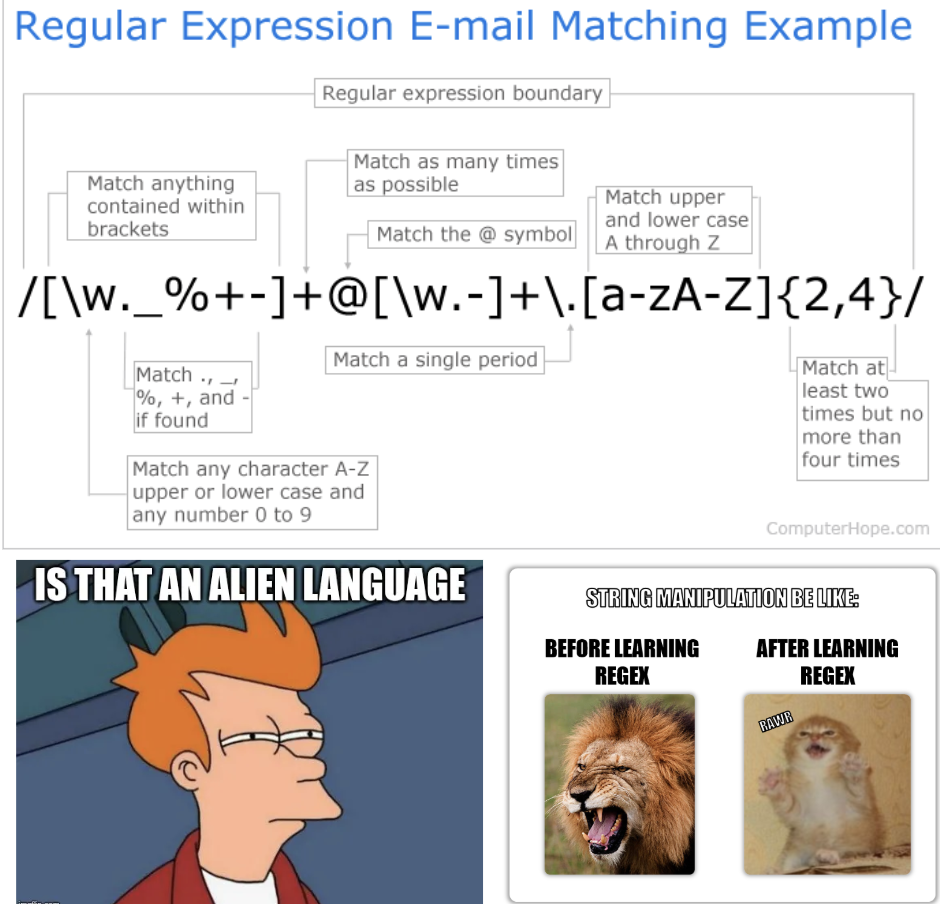 Regular Expression E-mail Matching Example
Regular expression boundary
Match as many times
as possible
Match anything
contained within
brackets
Match upper
and lower case
A through Z
Match the @ symbol
/[\w._%+-]+@[\w.-]+\.[a-zA-Z]{2,4}/
Match a single period
Match ., _,
%, +, and -
if found
Match at
least two
times but no
more than
four times
Match any character A-Z
upper or lower case and
any number 0 to 9
ComputerHope.com
IS THAT AN ALIEN LANGUAGE
STRING MANIPULATION BE LIKE:
BEFORE LEARNING
REGEX
AFTER LEARNING
REGEX
RAWR